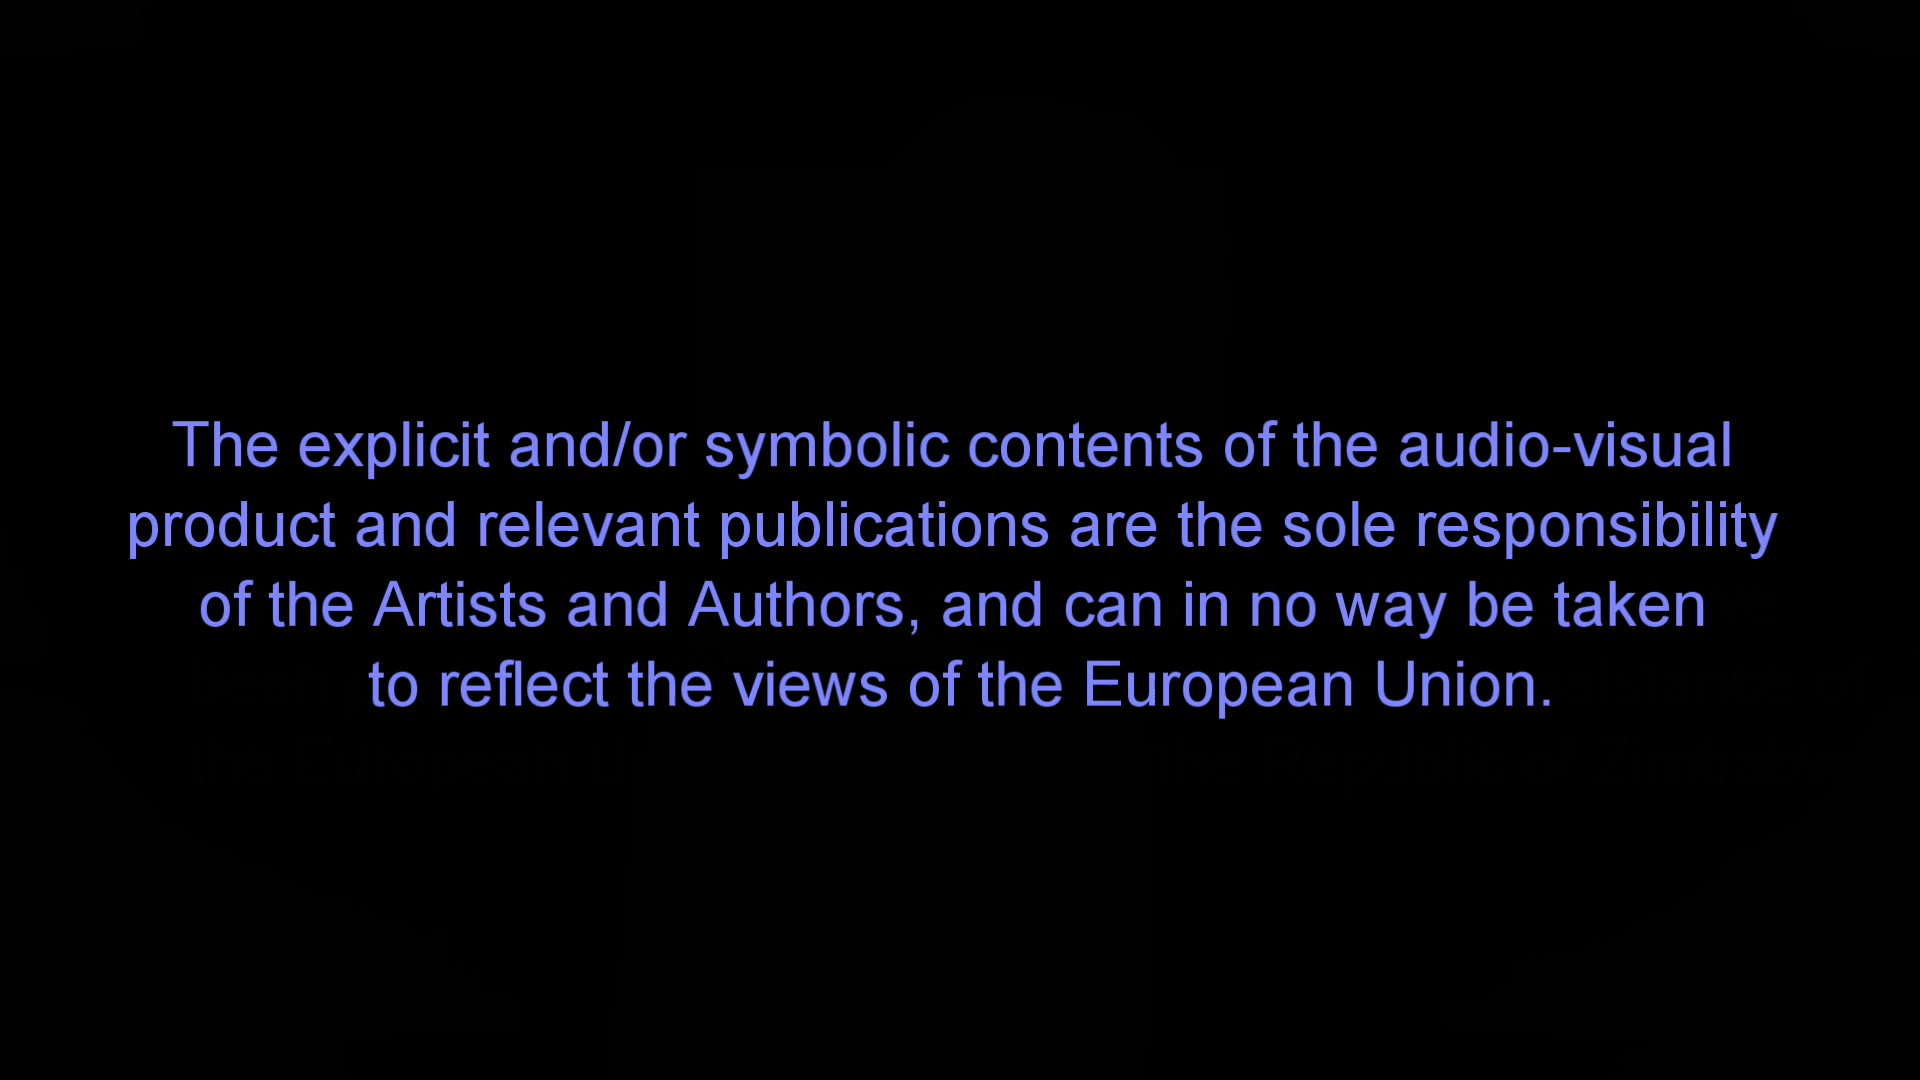 The explicit and/or symbolic contents of the audio-visual
product and relevant publications are the sole responsibility
of the Artists and Authors, and can in no way be taken
to reflect the views of the European Union.